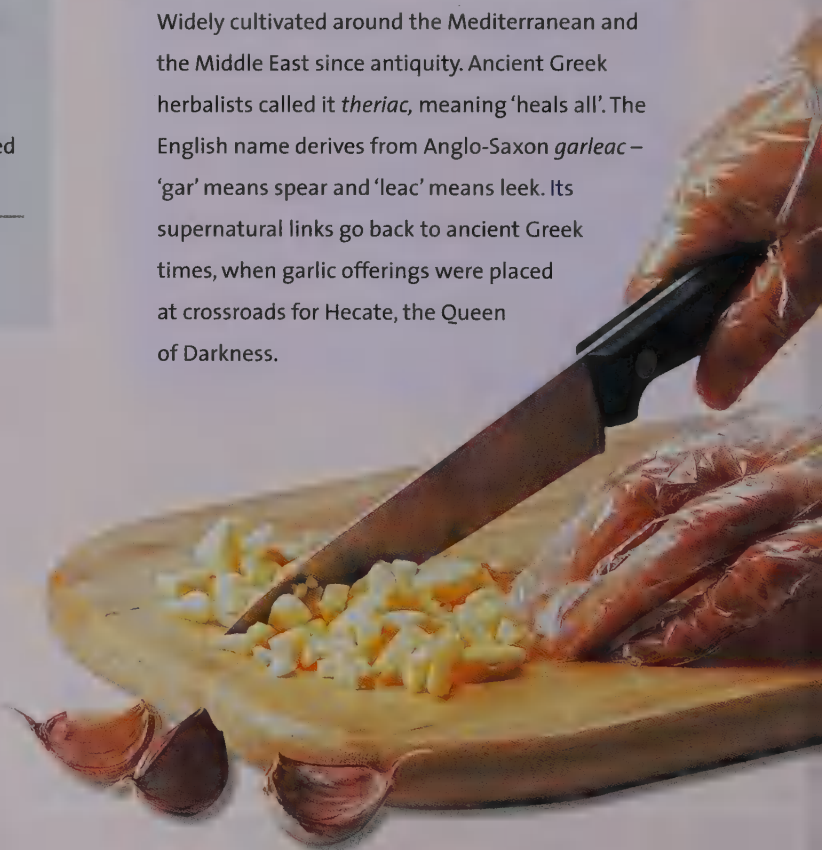 Widely cultivated around the Mediterranean and
the Middle East since antiquity. Ancient Greek
herbalists called it theriac, meaning ‘heals all’. The
English name derives from Anglo-Saxon garleac –
‘gar’ means spear and ‘leac’ means leek. Its
supernatural links go back to ancient Greek
times, when garlic offerings were placed
at crossroads for Hecate, the Queen
of Darkness.